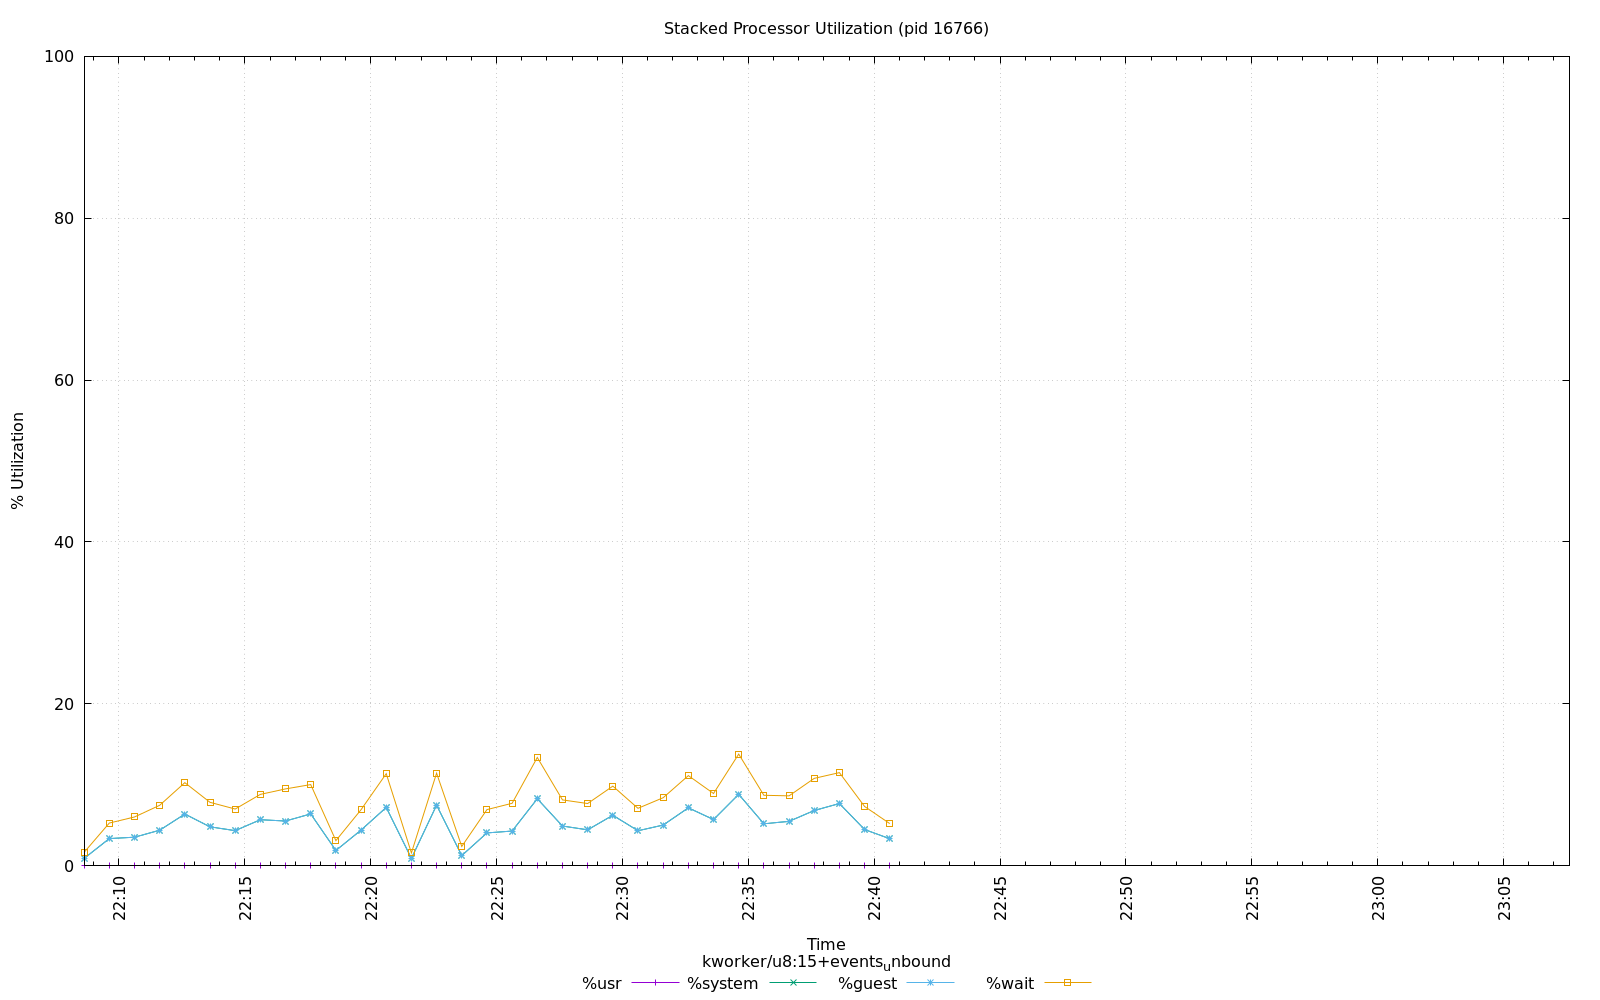 Stacked Processor Utilization (pid 16766)
100
80
60
40
20
0
% Utilization
22:10 22:15 22:20 22:25 22:30 22:35 22:40 22:45 22:50 22:55 23:00 23:05
Time
kworker/u8:15+eventsunbound
%usr %system %guest %wait